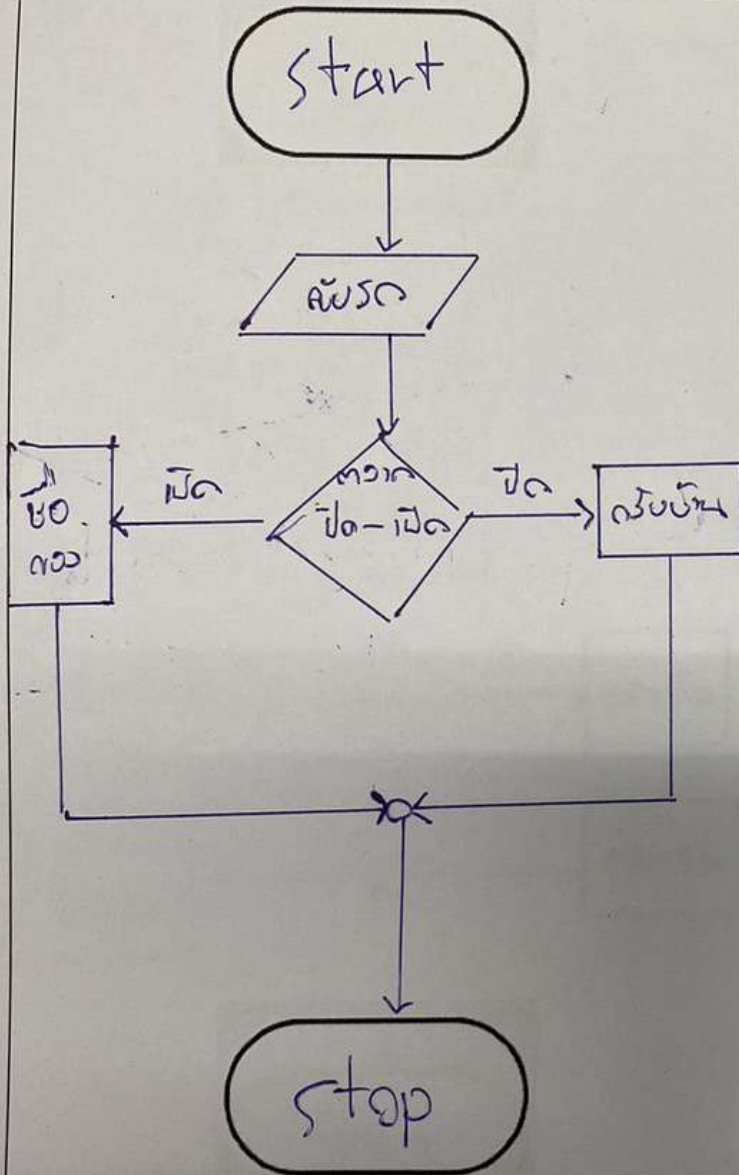 Start
ขับรถ
ตลาด
ปิด-เปิด
เปิด
ซื้อ
ของ
ปิด
กลับบ้าน
Stop